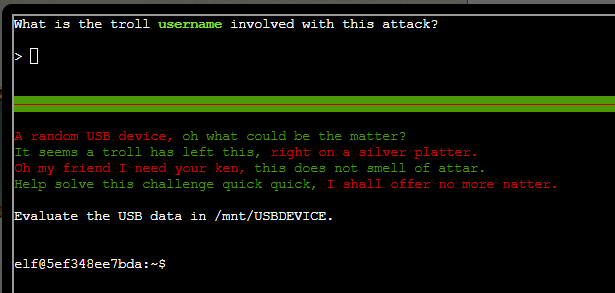 What is the troll username involved with this attack?
>
A random USB device, oh what could be the matter?
It seems a troll has left this, right on a silver platter.
Oh my friend I need your ken, this does not smell of attar.
Help solve this challenge quick quick, I shall offer no more natter.
Evaluate the USB data in /mnt/USBDEVICE.
elf@5ef348ee7bda:~$